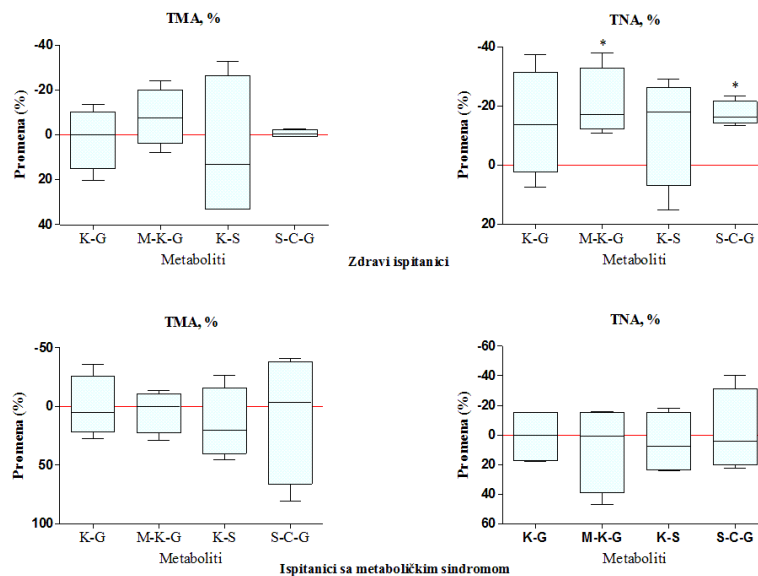 TMA, %
-40
-20
0
20
40
Promena (%)
K-G M-K-G K-S S-C-G
Metaboliti
TNA, %
-40
-20
0
20
Promena (%)
*
*
K-G M-K-G K-S S-C-G
Metaboliti
Zdravi ispitanici
TMA, %
-50
0
50
100
Promena (%)
K-G M-K-G K-S S-C-G
Metaboliti
TNA, %
-60
-40
-20
0
20
40
60
Promena (%)
K-G M-K-G K-S S-C-G
Metaboliti
Ispitanici sa metaboličkim sindromom